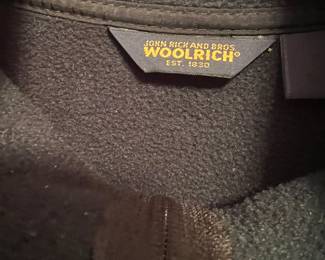 JOHN RICH AND BROS.
WOOLRICH®
EST. 1830